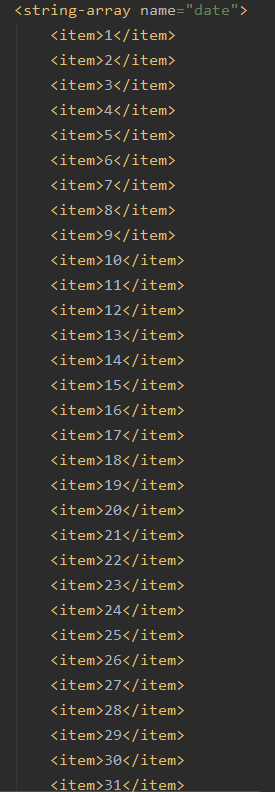 <string-array name="date">
<item>1</item>
<item>2</item>
<item>3</item>
<item>4</item>
<item>5</item>
<item>6</item>
<item>7</item>
<item>8</item>
<item>9</item>
<item>10</item>
<item>11</item>
<item>12</item>
<item>13</item>
<item>14</item>
<item>15</item>
<item>16</item>
<item>17</item>
<item>18</item>
<item>19</item>
<item>20</item>
<item>21</item>
<item>22</item>
<item>23</item>
<item>24</item>
<item>25</item>
<item>26</item>
<item>27</item>
<item>28</item>
<item>29</item>
<item>30</item>
<item>31</item>